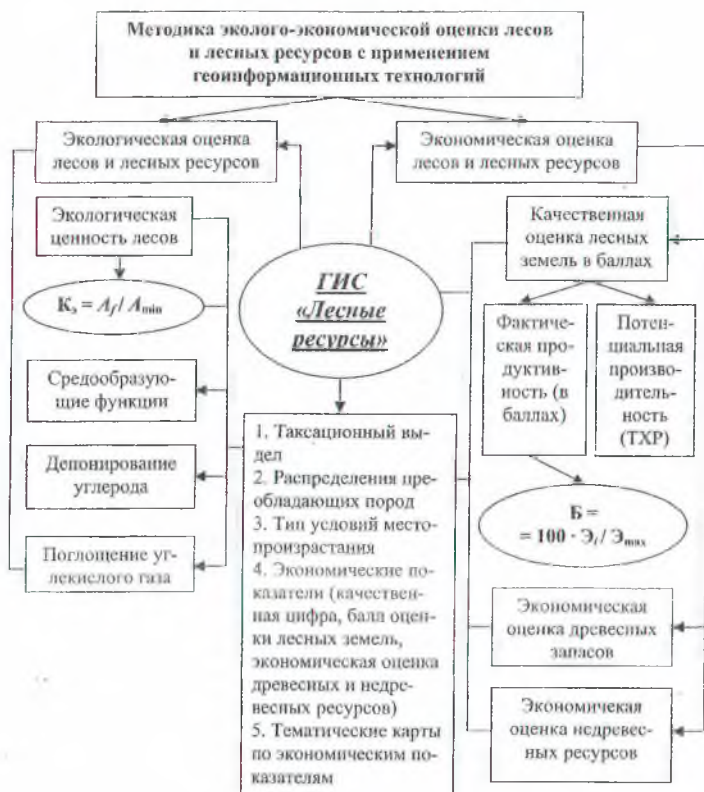 Методика эколого-экономической оценки лесов
и лесных ресурсов с применением
геоинформационных технологий
Экологическая оценка
лесов и лесных ресурсов
Экономическая оценка
лесов и лесных ресурсов
Экологическая
ценность лесов
Kэ = Af / Amin
Средообразую-
щие функции
Депонирование
углерода
Поглощение уг-
лекислого газа
ГИС
«Лесные
ресурсы»
1. Таксационный вы-
дел
2. Распределения пре-
обладающих пород
3. Тип условий место-
произрастания
4. Экономические по-
казатели (качествен-
ная цифра, балл оцен-
ки лесных земель,
экономическая оценка
древесных и недре-
весных ресурсов)
5. Тематические карты
по экономическим по-
казателям
Качественная
оценка лесных
земель в баллах
Фактиче-
ская про-
дуктив-
ность (в
баллах)
Потен-
циальная
произво-
дитель-
ность
(ТХР)
Б =
= 100 · Эi / Эmax
Экономическая
оценка древесных
запасов
Экономичекая
оценка недревес-
ных ресурсов